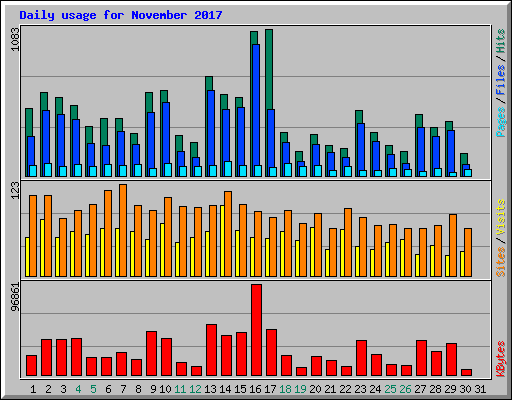 Daily usage for November 2017
1083
Pages / Files / Hits
123
Sites / Visits
96861
KBytes
1 2 3 4 5 6 7 8 9 10 11 12 13 14 15 16 17 18 19 20 21 22 23 24 25 26 27 28 29 30 31